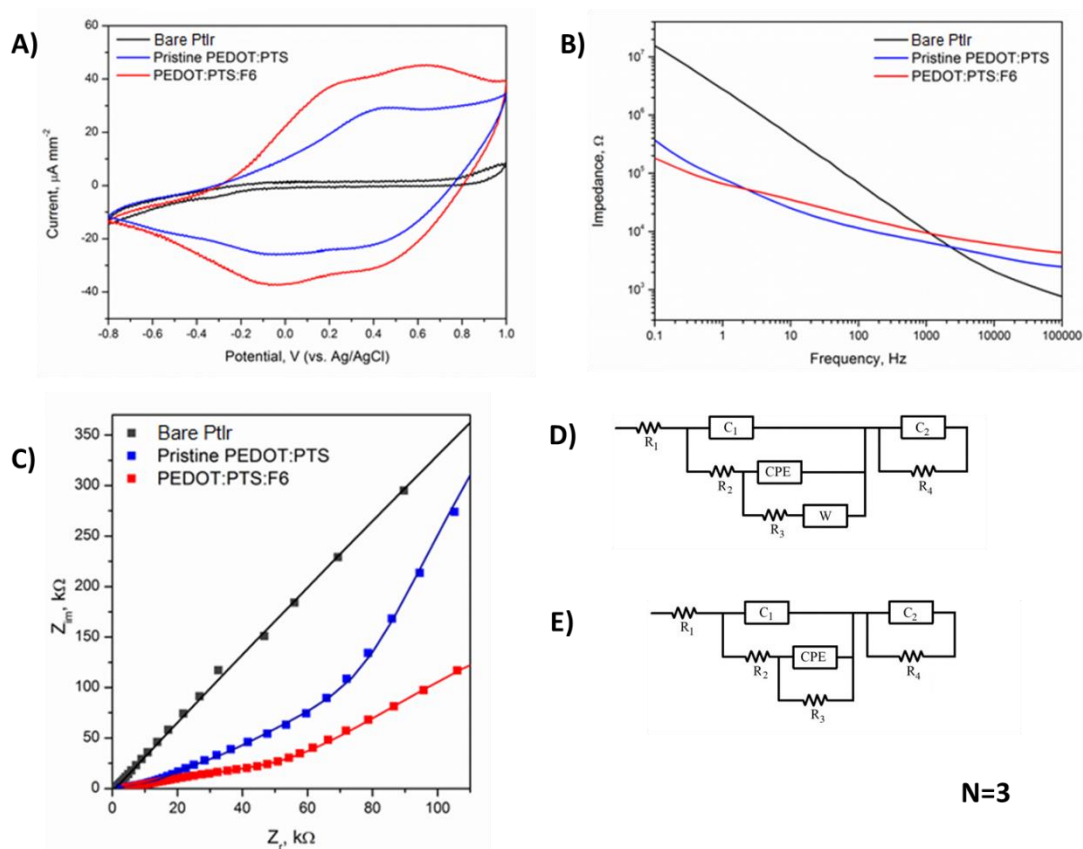 A)
60
40
20
0
-20
-40
Current, µA mm⁻²
Bare PtIr
Pristine PEDOT:PTS
PEDOT:PTS:F6
-0.8 -0.6 -0.4 -0.2 0.0 0.2 0.4 0.6 0.8 1.0
Potential, V (vs. Ag/AgCl)
B)
10⁷
10⁶
10⁵
10⁴
10³
Impedance, Ω
Bare PtIr
Pristine PEDOT:PTS
PEDOT:PTS:F6
0.1 1 10 100 1000 10000 100000
Frequency, Hz
C)
350
300
250
200
150
100
50
0
Zim, kΩ
Bare PtIr
Pristine PEDOT:PTS
PEDOT:PTS:F6
0 20 40 60 80 100
Zr, kΩ
D)
R₁
C₁
C₂
R₂
CPE
R₄
R₃
W
E)
R₁
C₁
C₂
R₂
CPE
R₄
R₃
N=3